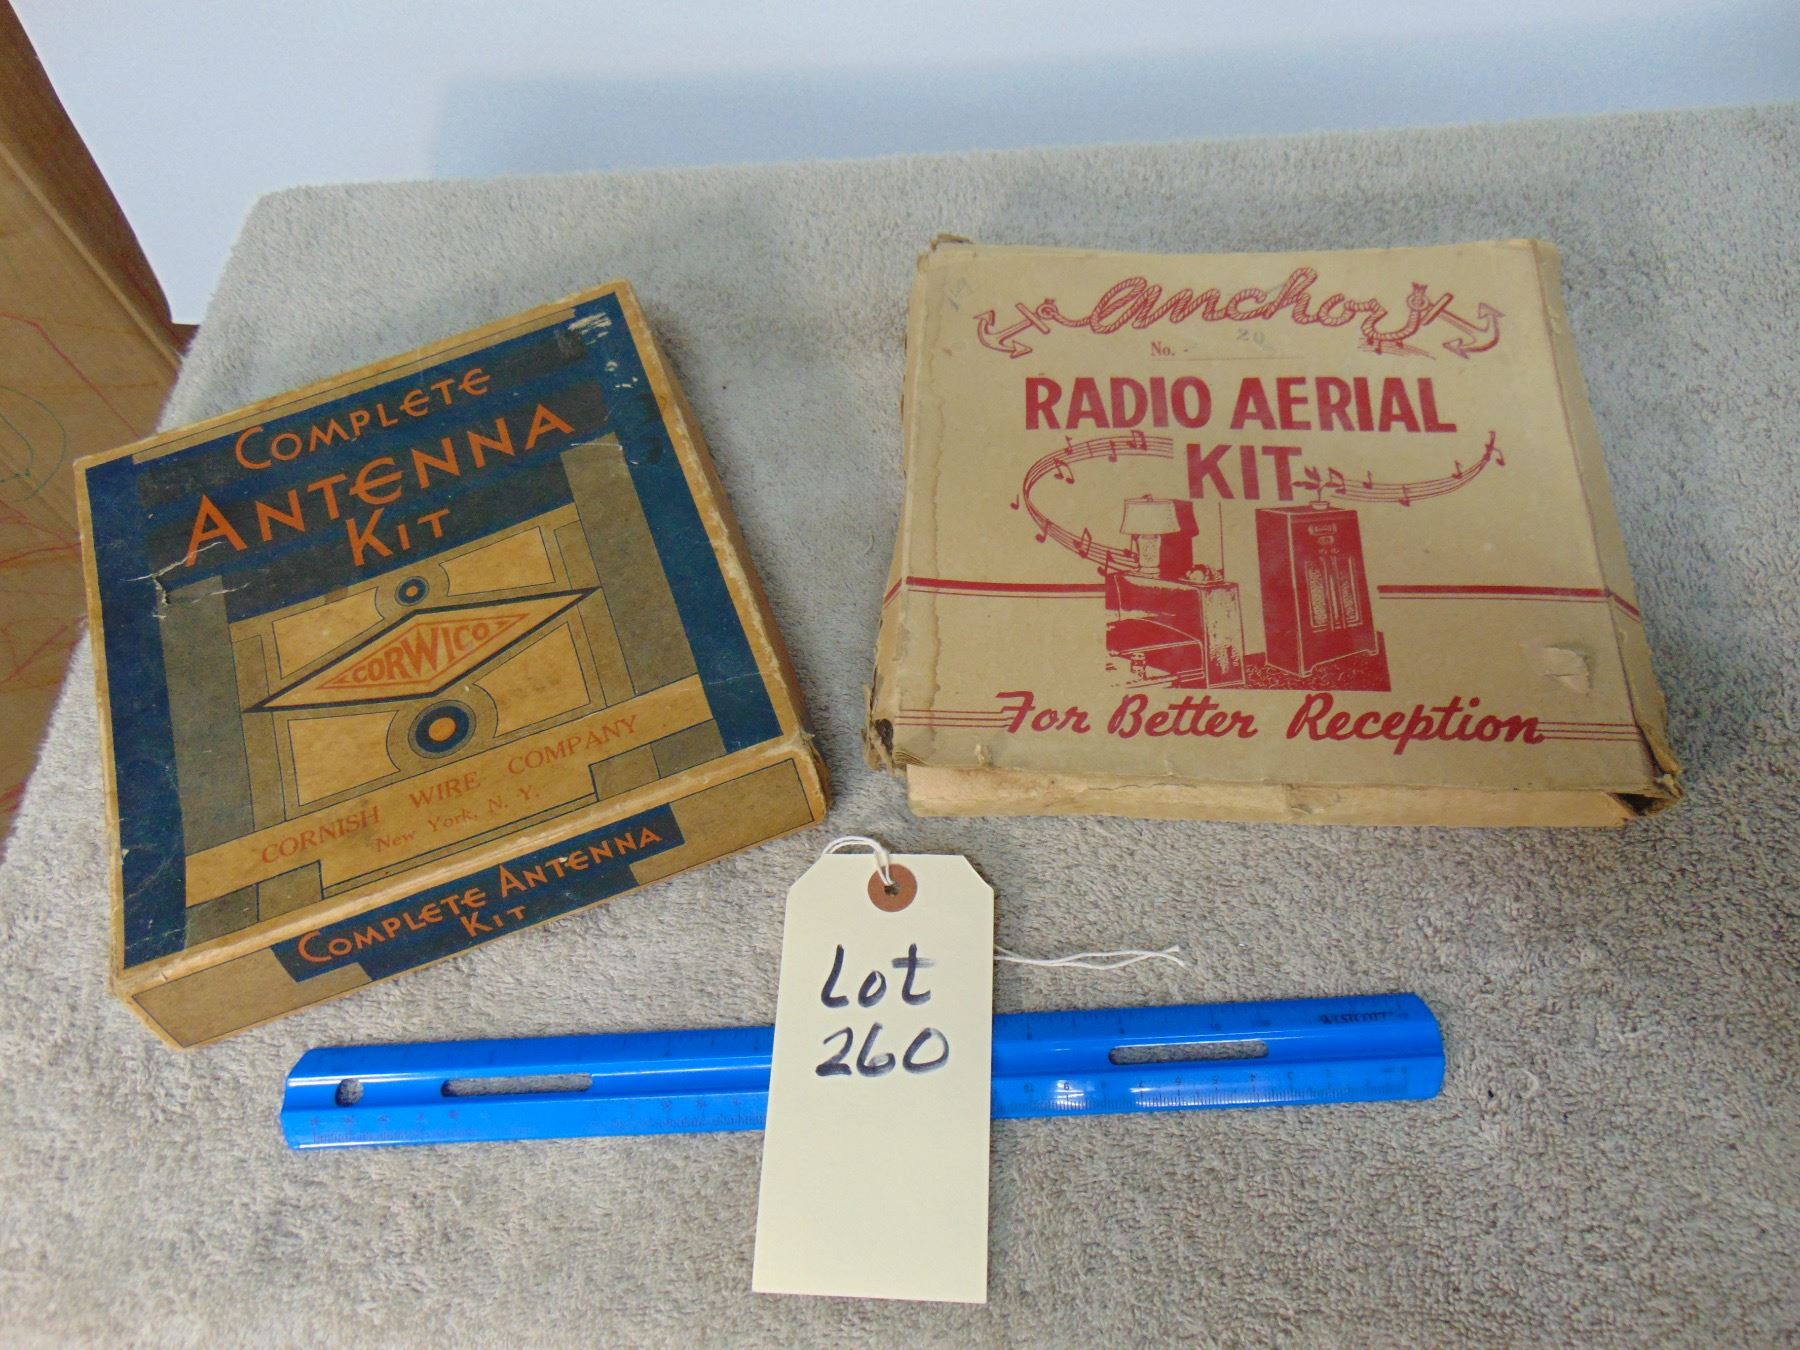 COMPLETE
ANTENNA
KIT
CORWICO
CORNISH WIRE COMPANY
New York, N. Y.
COMPLETE ANTENNA
KIT
anchor
No. - 20
RADIO AERIAL
KIT
For Better Reception
Lot
260
WESTCOTT